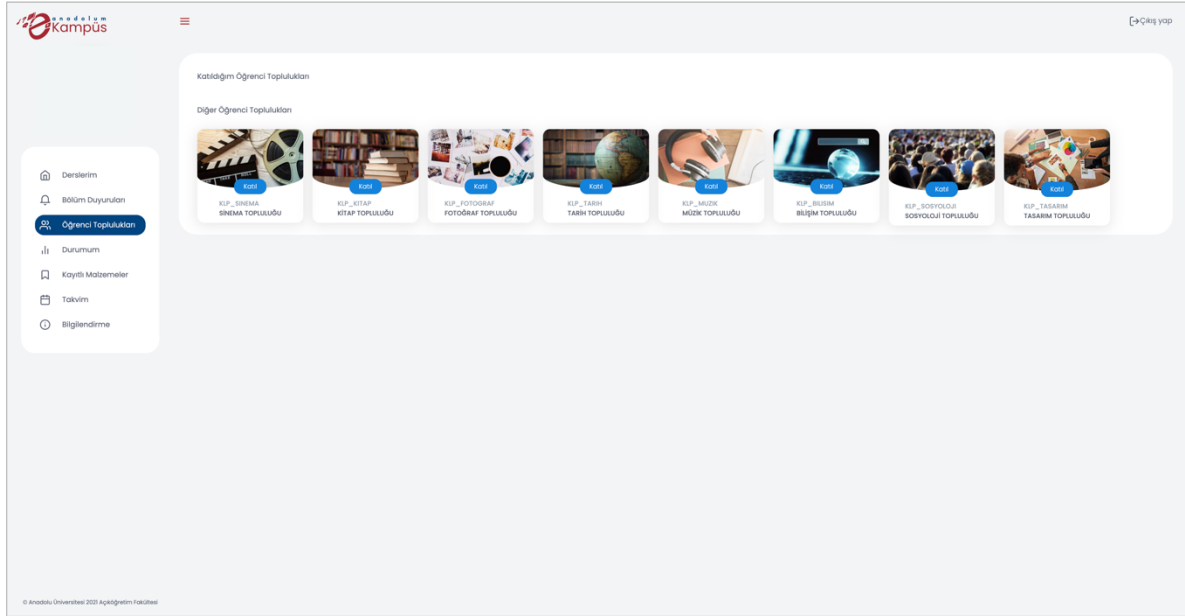 anadolum
eKampüs
Çıkış yap
Katıldığım Öğrenci Toplulukları
Diğer Öğrenci Toplulukları
Katıl
KLP_SINEMA
SİNEMA TOPLULUĞU
Katıl
KLP_KITAP
KİTAP TOPLULUĞU
Katıl
KLP_FOTOGRAF
FOTOĞRAF TOPLULUĞU
Katıl
KLP_TARIH
TARİH TOPLULUĞU
Katıl
KLP_MUZIK
MÜZİK TOPLULUĞU
Katıl
KLP_BILISIM
BİLİŞİM TOPLULUĞU
Katıl
KLP_SOSYOLOJI
SOSYOLOJİ TOPLULUĞU
Katıl
KLP_TASARIM
TASARIM TOPLULUĞU
Derslerim
Bölüm Duyuruları
Öğrenci Toplulukları
Durumum
Kayıtlı Malzemeler
Takvim
Bilgilendirme
© Anadolu Üniversitesi 2021 Açıköğretim Fakültesi